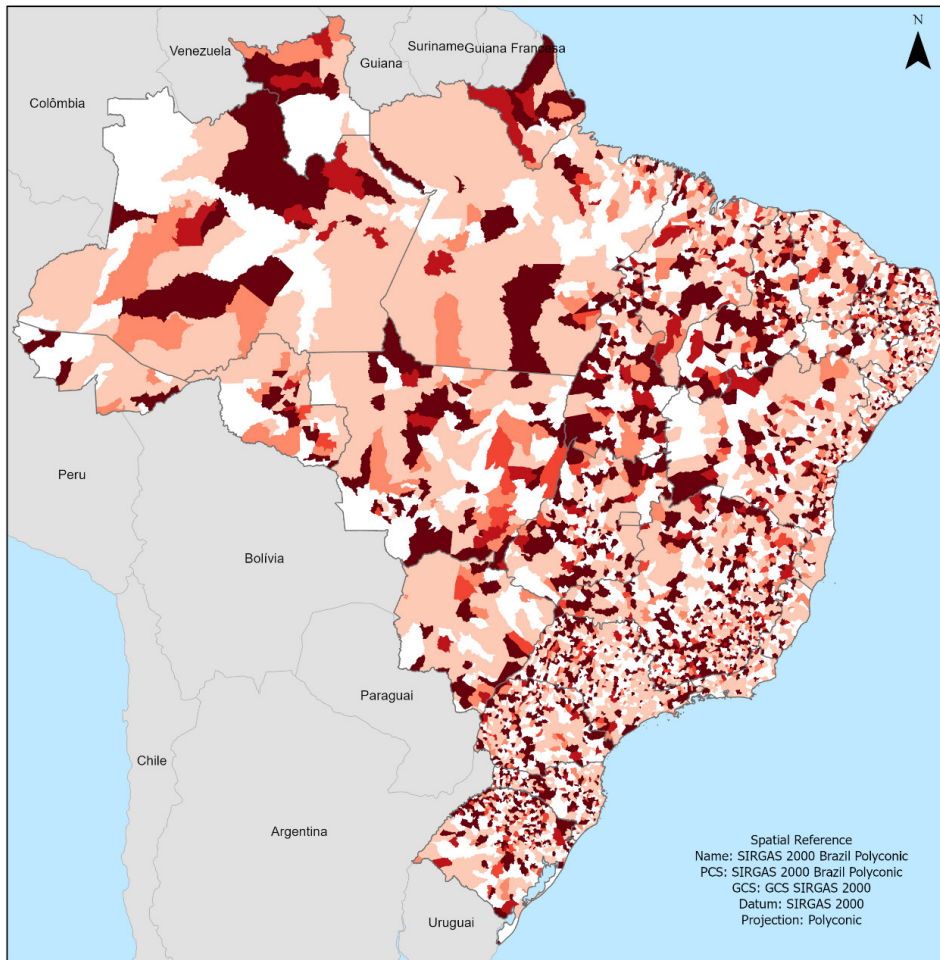 N
Venezuela
Suriname
Guiana Francesa
Guiana
Colômbia
Peru
Bolívia
Paraguai
Chile
Argentina
Uruguai
Spatial Reference
Name: SIRGAS 2000 Brazil Polyconic
PCS: SIRGAS 2000 Brazil Polyconic
GCS: GCS SIRGAS 2000
Datum: SIRGAS 2000
Projection: Polyconic